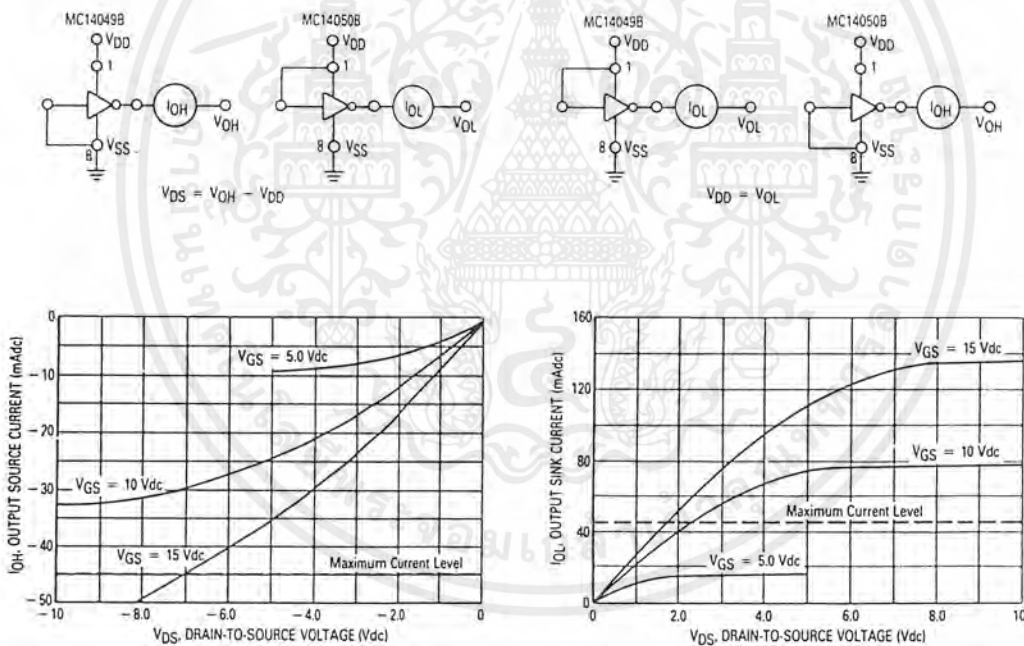 MC14049B
VDD
1
IOH
VOH
8
VSS
MC14050B
VDD
1
IOL
VOL
8
VSS
VDS = VOH − VDD
MC14049B
VDD
1
IOL
VOL
8
VSS
MC14050B
VDD
1
IOH
VOH
8
VSS
VDD = VOL
IOH, OUTPUT SOURCE CURRENT (mAdc)
0
−10
−20
−30
−40
−50
VGS = 5.0 Vdc
VGS = 10 Vdc
VGS = 15 Vdc
Maximum Current Level
−10 −8.0 −6.0 −4.0 −2.0 0
VDS, DRAIN-TO-SOURCE VOLTAGE (Vdc)
IOL, OUTPUT SINK CURRENT (mAdc)
160
120
80
40
0
VGS = 15 Vdc
VGS = 10 Vdc
Maximum Current Level
VGS = 5.0 Vdc
0 2.0 4.0 6.0 8.0 10
VDS, DRAIN-TO-SOURCE VOLTAGE (Vdc)